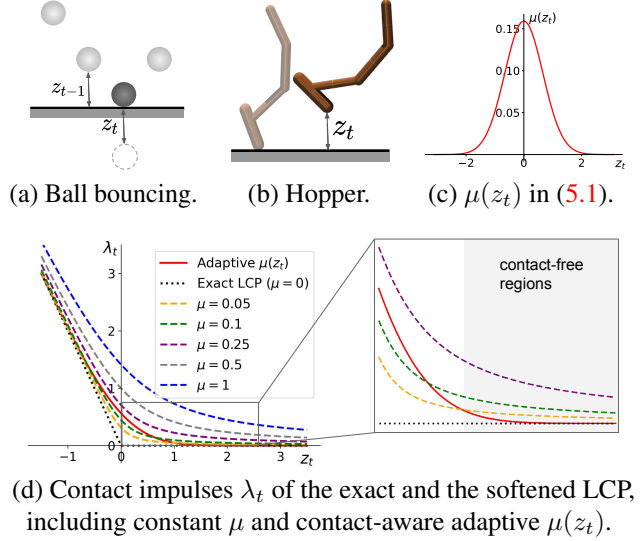 z_{t−1}
z_t
(a) Ball bouncing.
z_t
(b) Hopper.
μ(z_t)
0.15
0.10
0.05
−2
0
2
z_t
(c) μ(z_t) in (5.1).
λ_t
3
2
1
0
−1
0
1
2
3
z_t
Adaptive μ(z_t)
Exact LCP (μ = 0)
μ = 0.05
μ = 0.1
μ = 0.25
μ = 0.5
μ = 1
contact-free
regions
(d) Contact impulses λ_t of the exact and the softened LCP,
including constant μ and contact-aware adaptive μ(z_t).